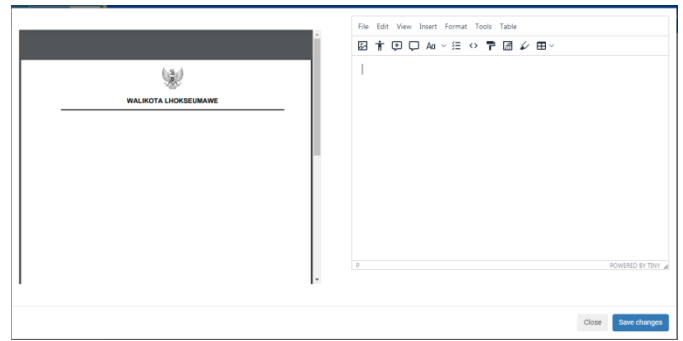 WALIKOTA LHOKSEUMAWE
File Edit View Insert Format Tools Table
Aa
P
POWERED BY TINY
Close
Save changes